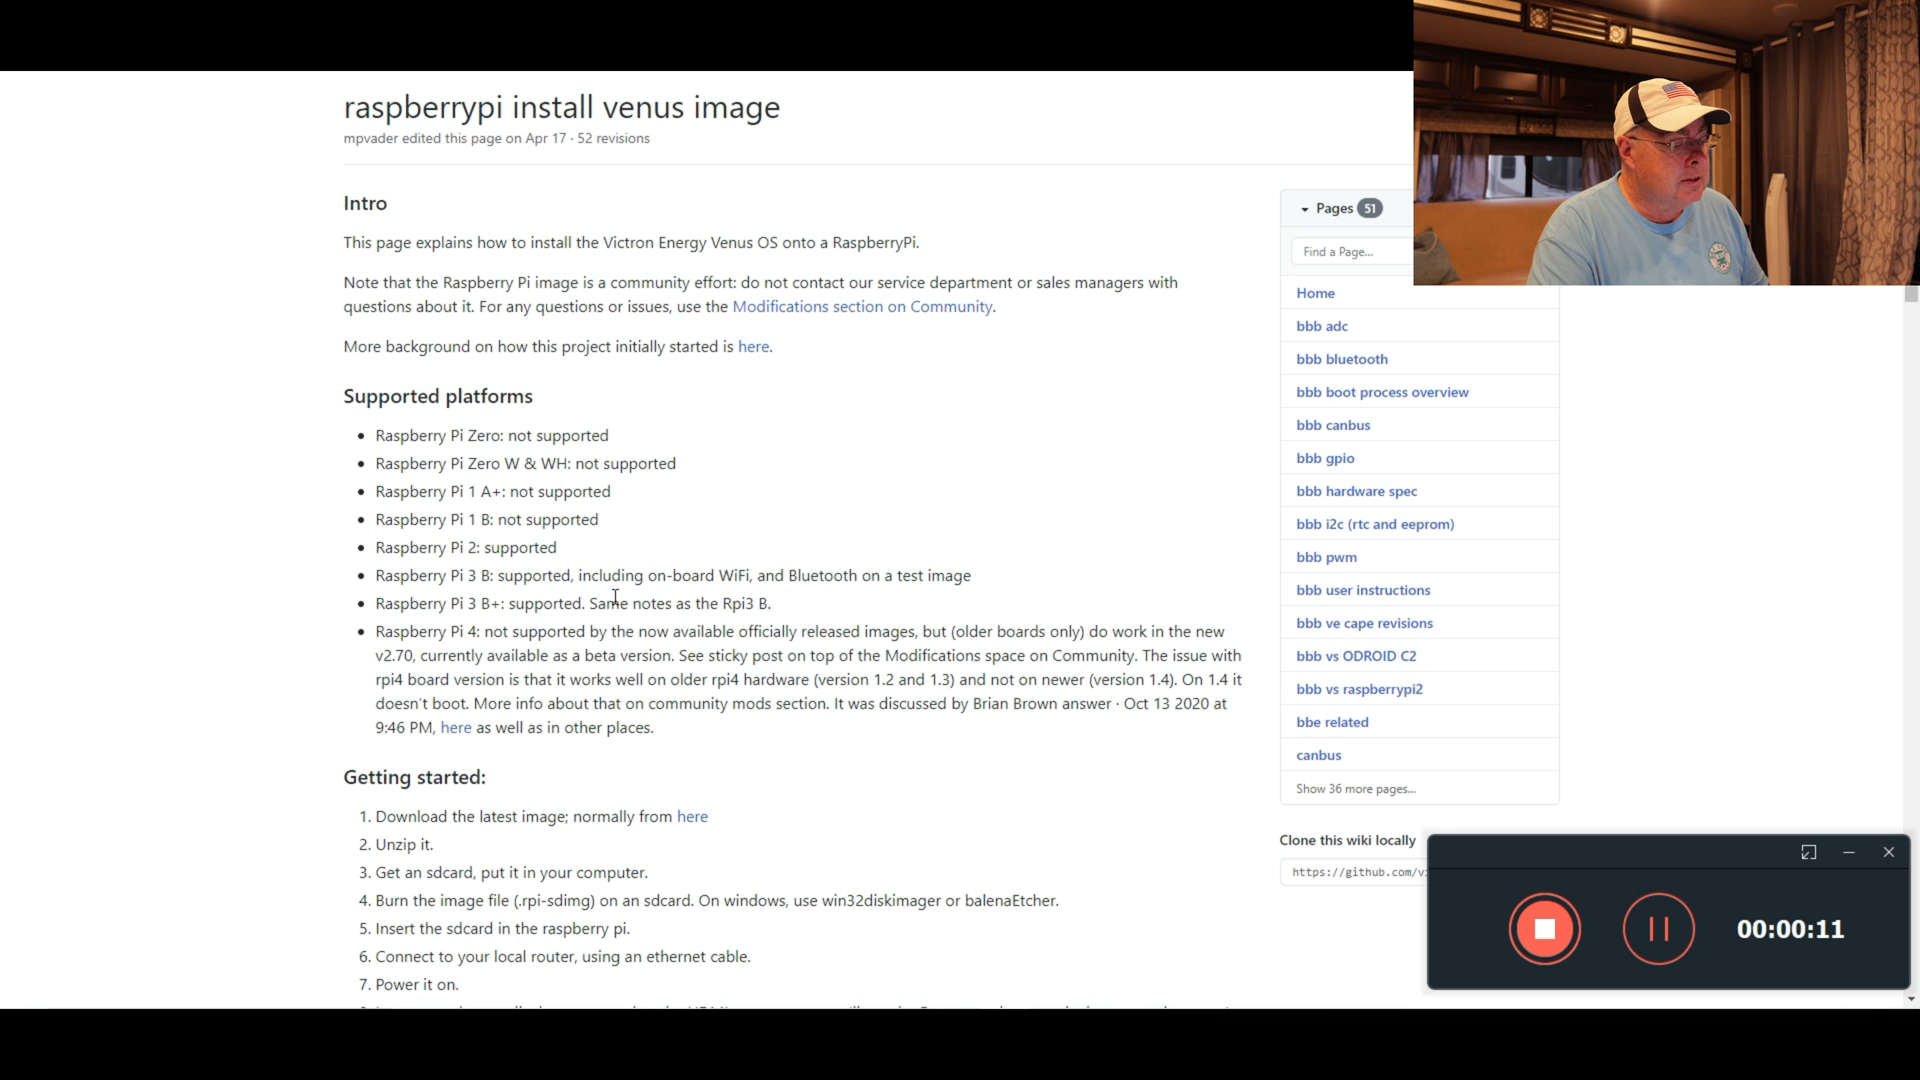 raspberrypi install venus image
mpvader edited this page on Apr 17 · 52 revisions
Intro
This page explains how to install the Victron Energy Venus OS onto a RaspberryPi.
Note that the Raspberry Pi image is a community effort: do not contact our service department or sales managers with
questions about it. For any questions or issues, use the Modifications section on Community.
More background on how this project initially started is here.
Supported platforms
• Raspberry Pi Zero: not supported
• Raspberry Pi Zero W & WH: not supported
• Raspberry Pi 1 A+: not supported
• Raspberry Pi 1 B: not supported
• Raspberry Pi 2: supported
• Raspberry Pi 3 B: supported, including on-board WiFi, and Bluetooth on a test image
• Raspberry Pi 3 B+: supported. Same notes as the Rpi3 B.
• Raspberry Pi 4: not supported by the now available officially released images, but (older boards only) do work in the new
v2.70, currently available as a beta version. See sticky post on top of the Modifications space on Community. The issue with
rpi4 board version is that it works well on older rpi4 hardware (version 1.2 and 1.3) and not on newer (version 1.4). On 1.4 it
doesn't boot. More info about that on community mods section. It was discussed by Brian Brown answer · Oct 13 2020 at
9:46 PM, here as well as in other places.
Getting started:
1. Download the latest image; normally from here
2. Unzip it.
3. Get an sdcard, put it in your computer.
4. Burn the image file (.rpi-sdimg) on an sdcard. On windows, use win32diskimager or balenaEtcher.
5. Insert the sdcard in the raspberry pi.
6. Connect to your local router, using an ethernet cable.
7. Power it on.
Pages 51
Find a Page...
Home
bbb adc
bbb bluetooth
bbb boot process overview
bbb canbus
bbb gpio
bbb hardware spec
bbb i2c (rtc and eeprom)
bbb pwm
bbb user instructions
bbb ve cape revisions
bbb vs ODROID C2
bbb vs raspberrypi2
bbe related
canbus
Show 36 more pages...
Clone this wiki locally
https://github.com/v
00:00:11